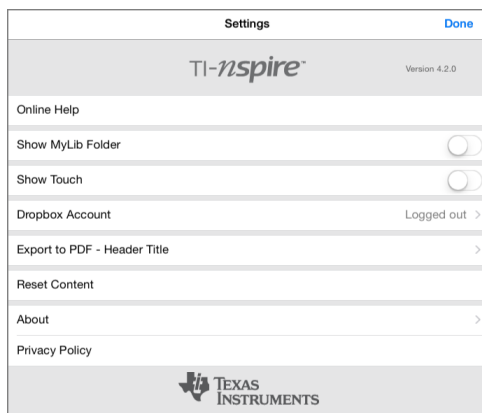 Settings Done
TI-nspire™ Version 4.2.0
Online Help
Show MyLib Folder
Show Touch
Dropbox Account Logged out >
Export to PDF - Header Title >
Reset Content
About >
Privacy Policy
TEXAS
INSTRUMENTS